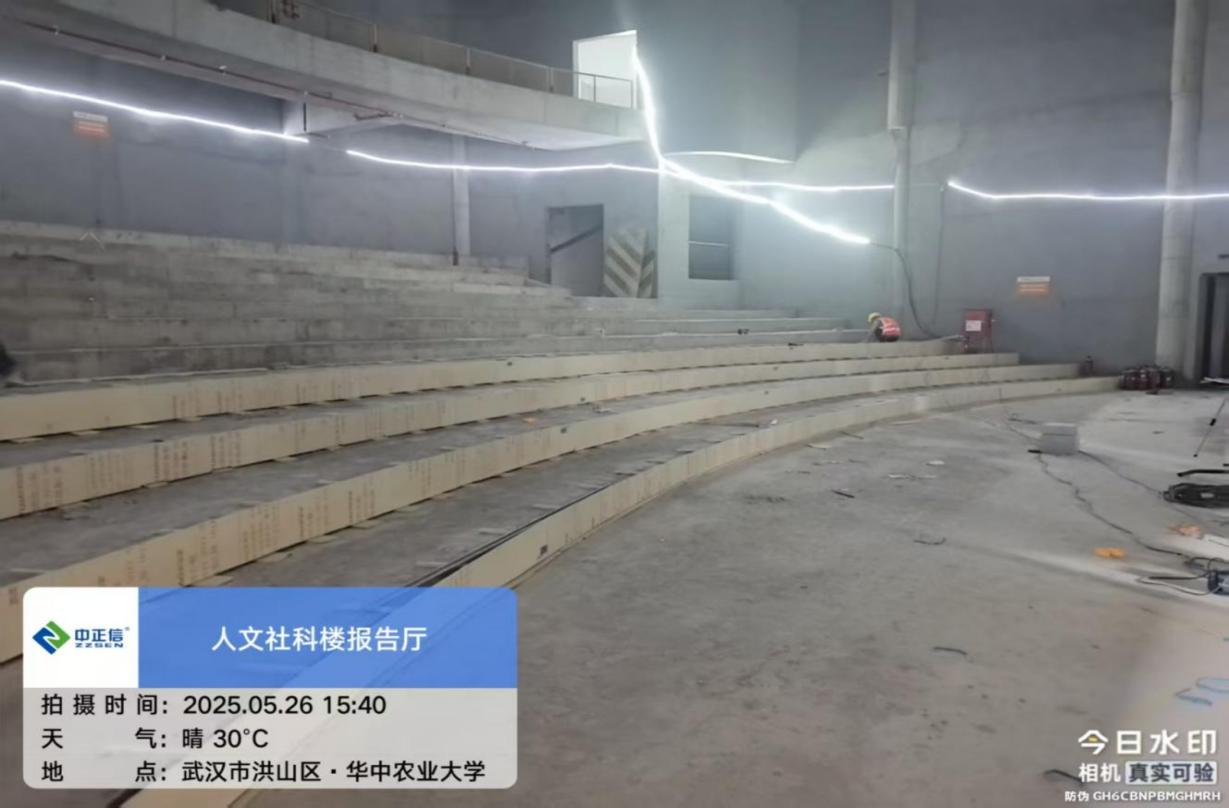 中正信
ZZSEN
人文社科楼报告厅
拍摄时间：2025.05.26 15:40
天气：晴 30°C
地点：武汉市洪山区·华中农业大学
今日水印
相机 真实可验
防伪 GH6CBNPBMGHMRH